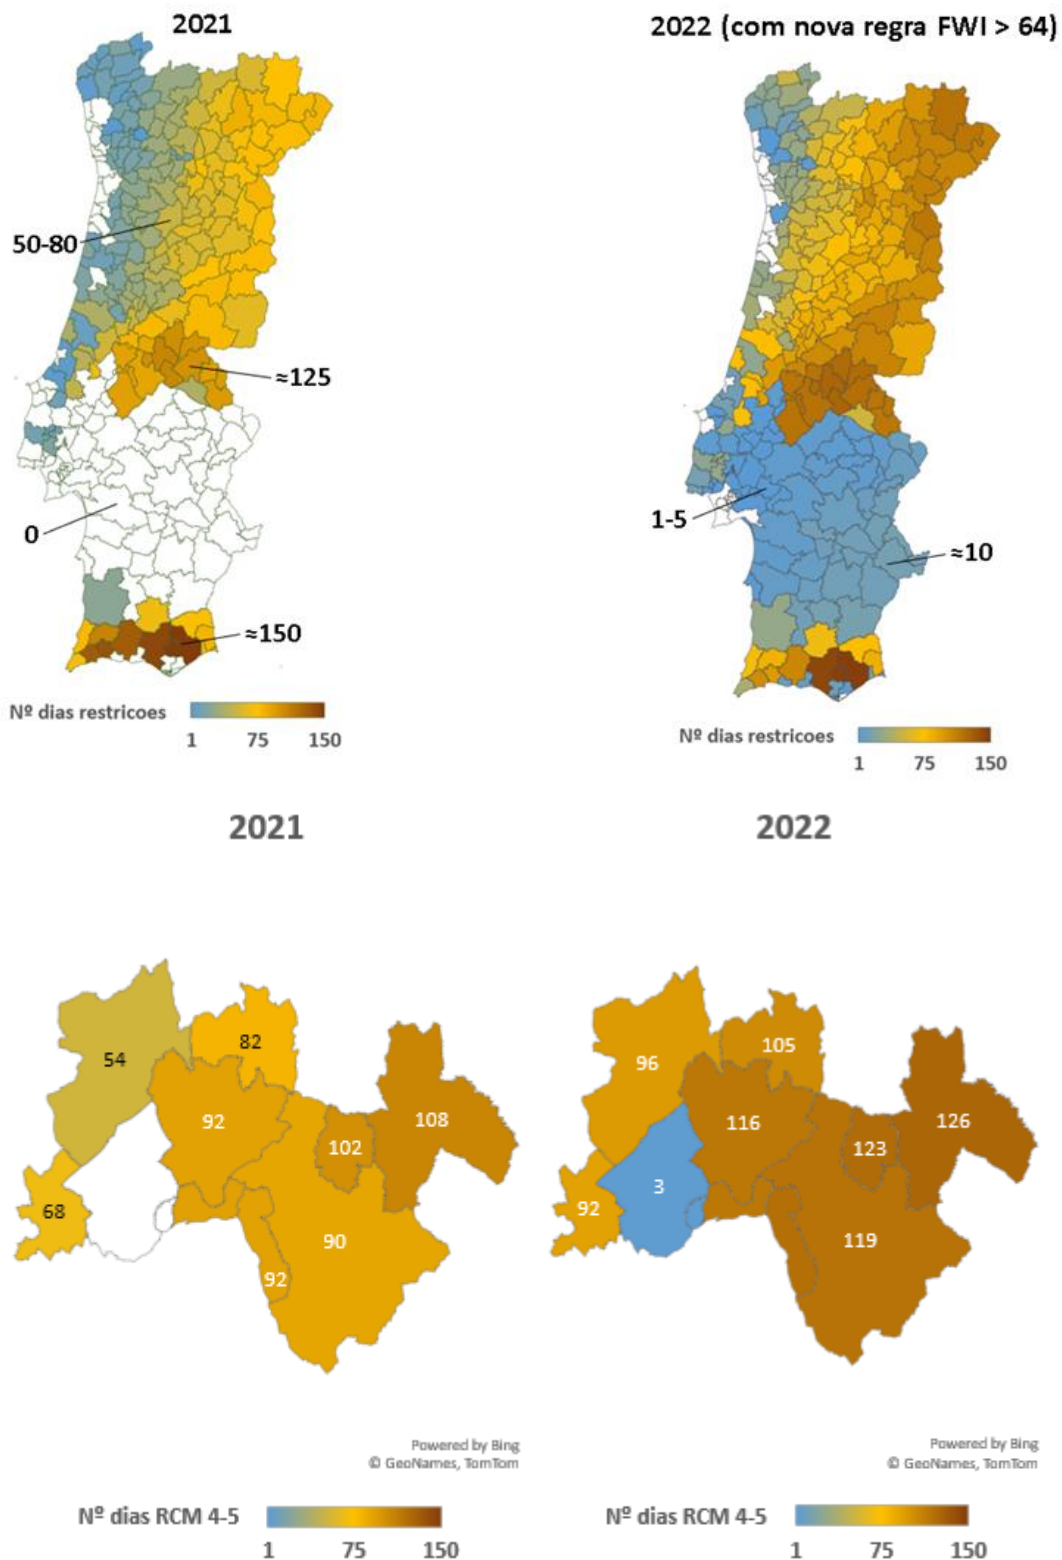 2021
2022 (com nova regra FWI > 64)
50-80
≈125
0
≈150
1-5
≈10
Nº dias restricoes
1 75 150
Nº dias restricoes
1 75 150
2021
2022
54
82
92
108
102
68
90
92
96
105
116
126
123
3
92
119
Powered by Bing
© GeoNames, TomTom
Powered by Bing
© GeoNames, TomTom
Nº dias RCM 4-5
1 75 150
Nº dias RCM 4-5
1 75 150